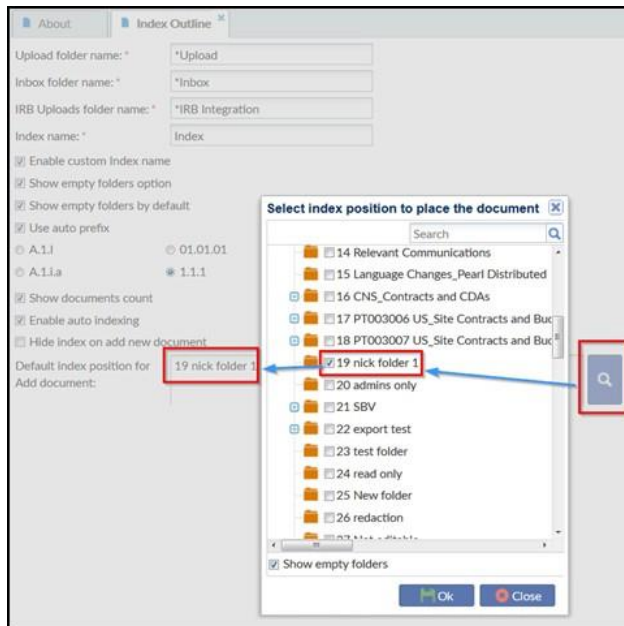 About
Index Outline
Upload folder name: * *Upload
Inbox folder name: * *Inbox
IRB Uploads folder name: * *IRB Integration
Index name: * Index
Enable custom Index name
Show empty folders option
Show empty folders by default
Use auto prefix
A.1.I 01.01.01
A.1.i.a 1.1.1
Show documents count
Enable auto indexing
Hide index on add new document
Default index position for Add document:
19 nick folder 1
Select index position to place the document
Search
14 Relevant Communications
15 Language Changes_Pearl Distributed
16 CNS_Contracts and CDAs
17 PT003006 US_Site Contracts and Buc
18 PT003007 US_Site Contracts and Buc
19 nick folder 1
20 admins only
21 SBV
22 export test
23 test folder
24 read only
25 New folder
26 redaction
Show empty folders
Ok Close